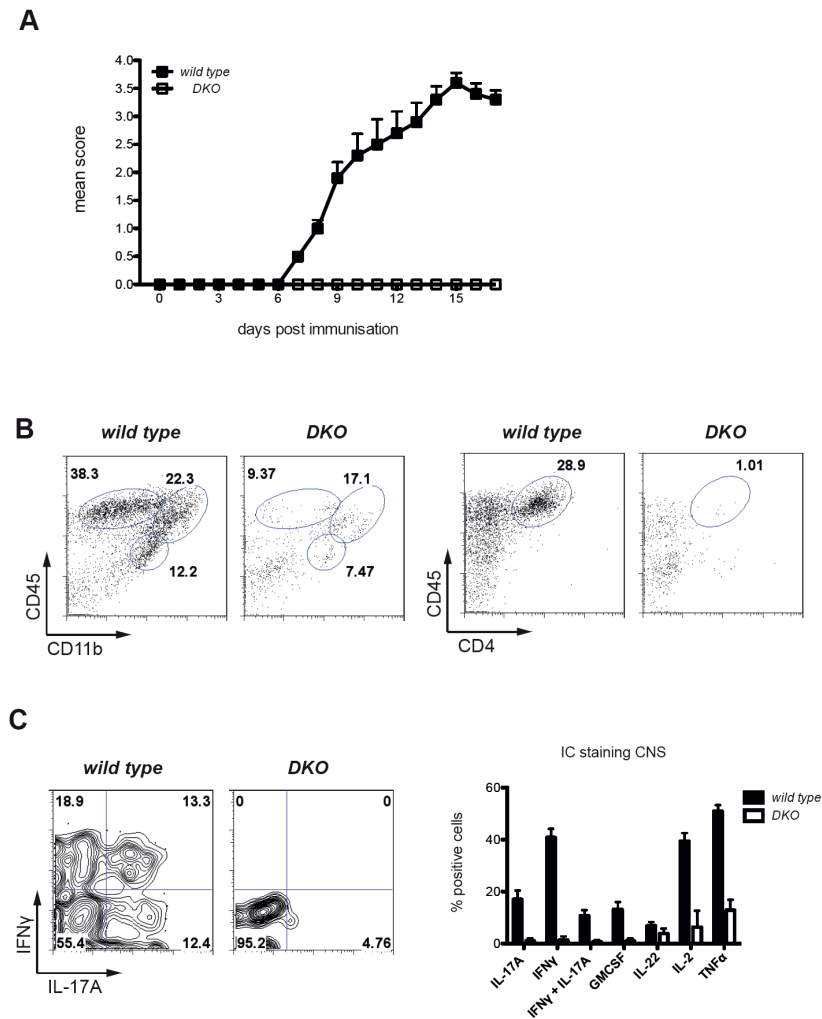 A
4.0
3.5
3.0
2.5
2.0
1.5
1.0
0.5
0.0
mean score
wild type
DKO
0 3 6 9 12 15
days post immunisation
B
wild type DKO wild type DKO
38.3 22.3 9.37 17.1 28.9 1.01
12.2 7.47
CD45
CD11b
CD45
CD4
C
wild type DKO
18.9 13.3 0 0
55.4 12.4 95.2 4.76
IFNγ
IL-17A
IC staining CNS
wild type
DKO
% positive cells
60
40
20
0
IL-17A IFNγ IFNγ + IL-17A GMCSF IL-22 IL-2 TNFα